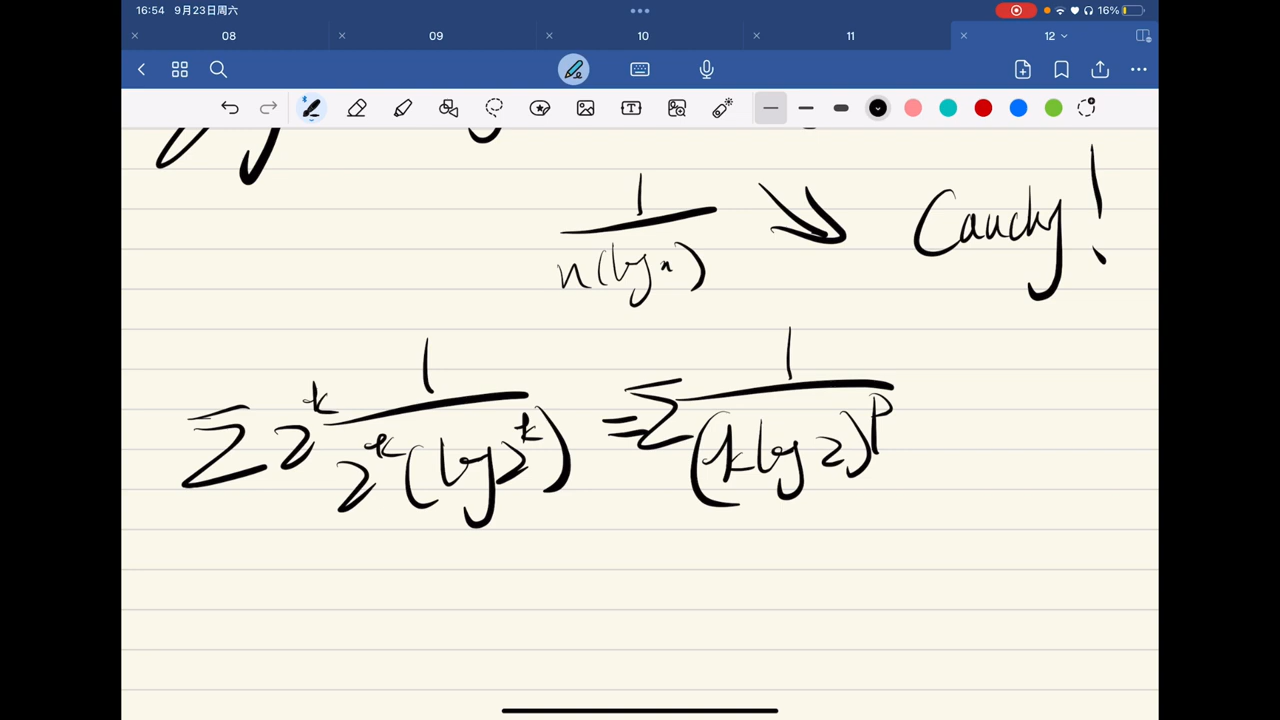 16:54 9月23日周六 16%
08 09 10 11 12
1/n(log n) ↘ Cauchy!
∑ 2^k 1/2^k(log 2^k) = ∑ 1/(k log 2)^p